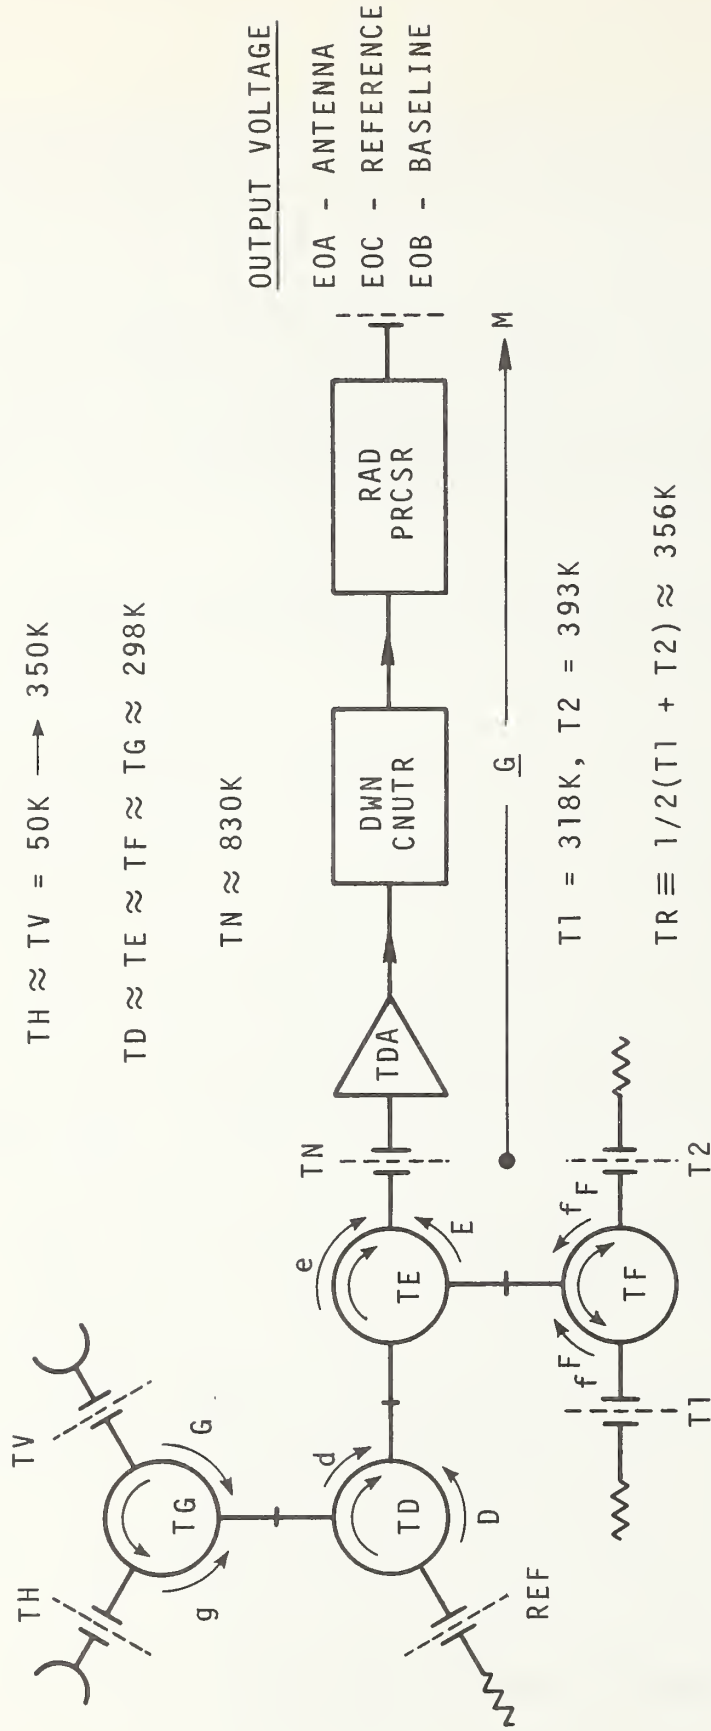 TH ≈ TV = 50K → 350K
TD ≈ TE ≈ TF ≈ TG ≈ 298K
TN ≈ 830K
OUTPUT VOLTAGE
EOA - ANTENNA
EOC - REFERENCE
EOB - BASELINE
TH
TV
TG
g
G
d
TD
D
REF
e
TE
E
TN
TDA
DWN
CNUTR
RAD
PRCSR
G
M
f
F
f
F
TF
T1
T2
T1 = 318K, T2 = 393K
TR ≡ 1/2(T1 + T2) ≈ 356K